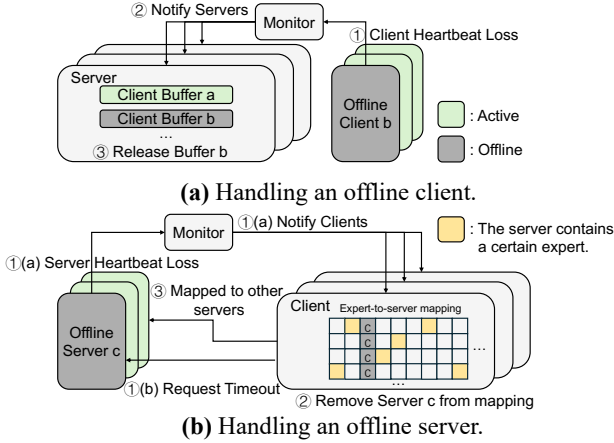 ② Notify Servers
Monitor
① Client Heartbeat Loss
Server
Client Buffer a
Client Buffer b
...
③ Release Buffer b
Offline
Client b
: Active
: Offline
(a) Handling an offline client.
Monitor
①(a) Notify Clients
: The server contains
a certain expert.
①(a) Server Heartbeat Loss
③ Mapped to other
servers
Offline
Server c
Client
Expert-to-server mapping
C
C
C
C
...
...
①(b) Request Timeout
② Remove Server c from mapping
(b) Handling an offline server.